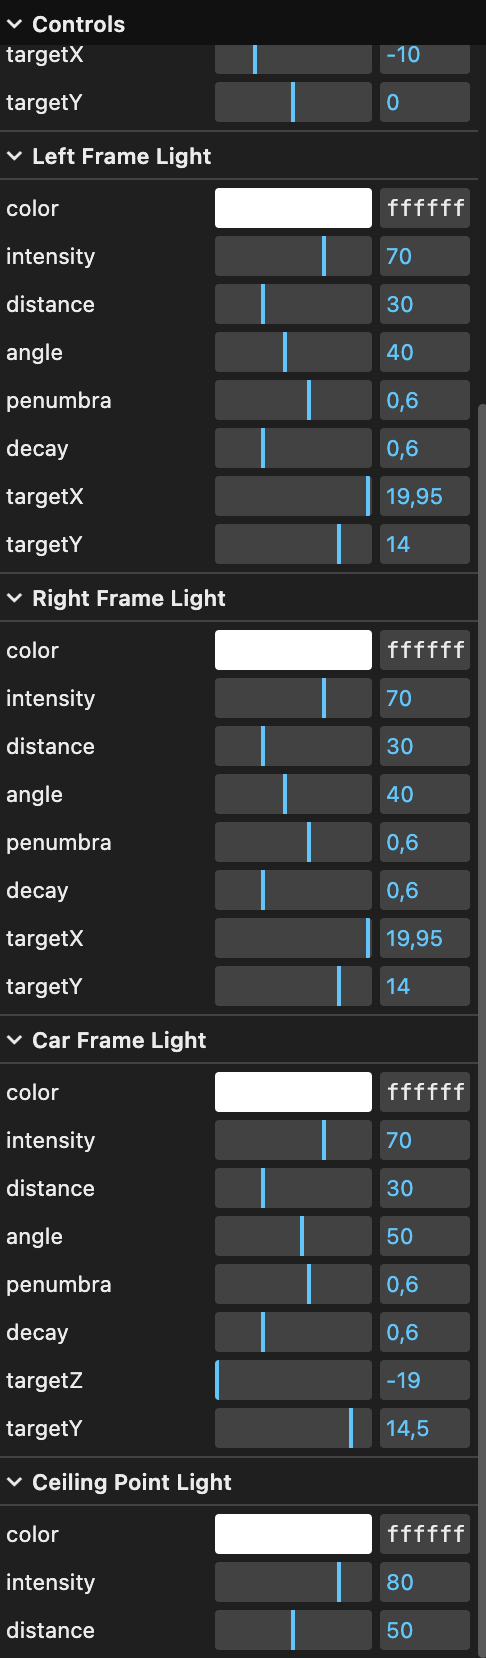 Controls
targetX -10
targetY 0
Left Frame Light
color ffffff
intensity 70
distance 30
angle 40
penumbra 0,6
decay 0,6
targetX 19,95
targetY 14
Right Frame Light
color ffffff
intensity 70
distance 30
angle 40
penumbra 0,6
decay 0,6
targetX 19,95
targetY 14
Car Frame Light
color ffffff
intensity 70
distance 30
angle 50
penumbra 0,6
decay 0,6
targetZ -19
targetY 14,5
Ceiling Point Light
color ffffff
intensity 80
distance 50